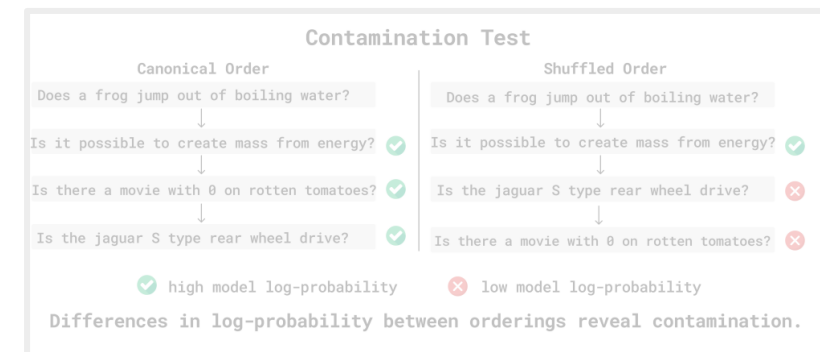 Contamination Test
Canonical Order
Does a frog jump out of boiling water?
Is it possible to create mass from energy?
Is there a movie with 0 on rotten tomatoes?
Is the jaguar S type rear wheel drive?
Shuffled Order
Does a frog jump out of boiling water?
Is it possible to create mass from energy?
Is the jaguar S type rear wheel drive?
Is there a movie with 0 on rotten tomatoes?
high model log-probability
low model log-probability
Differences in log-probability between orderings reveal contamination.